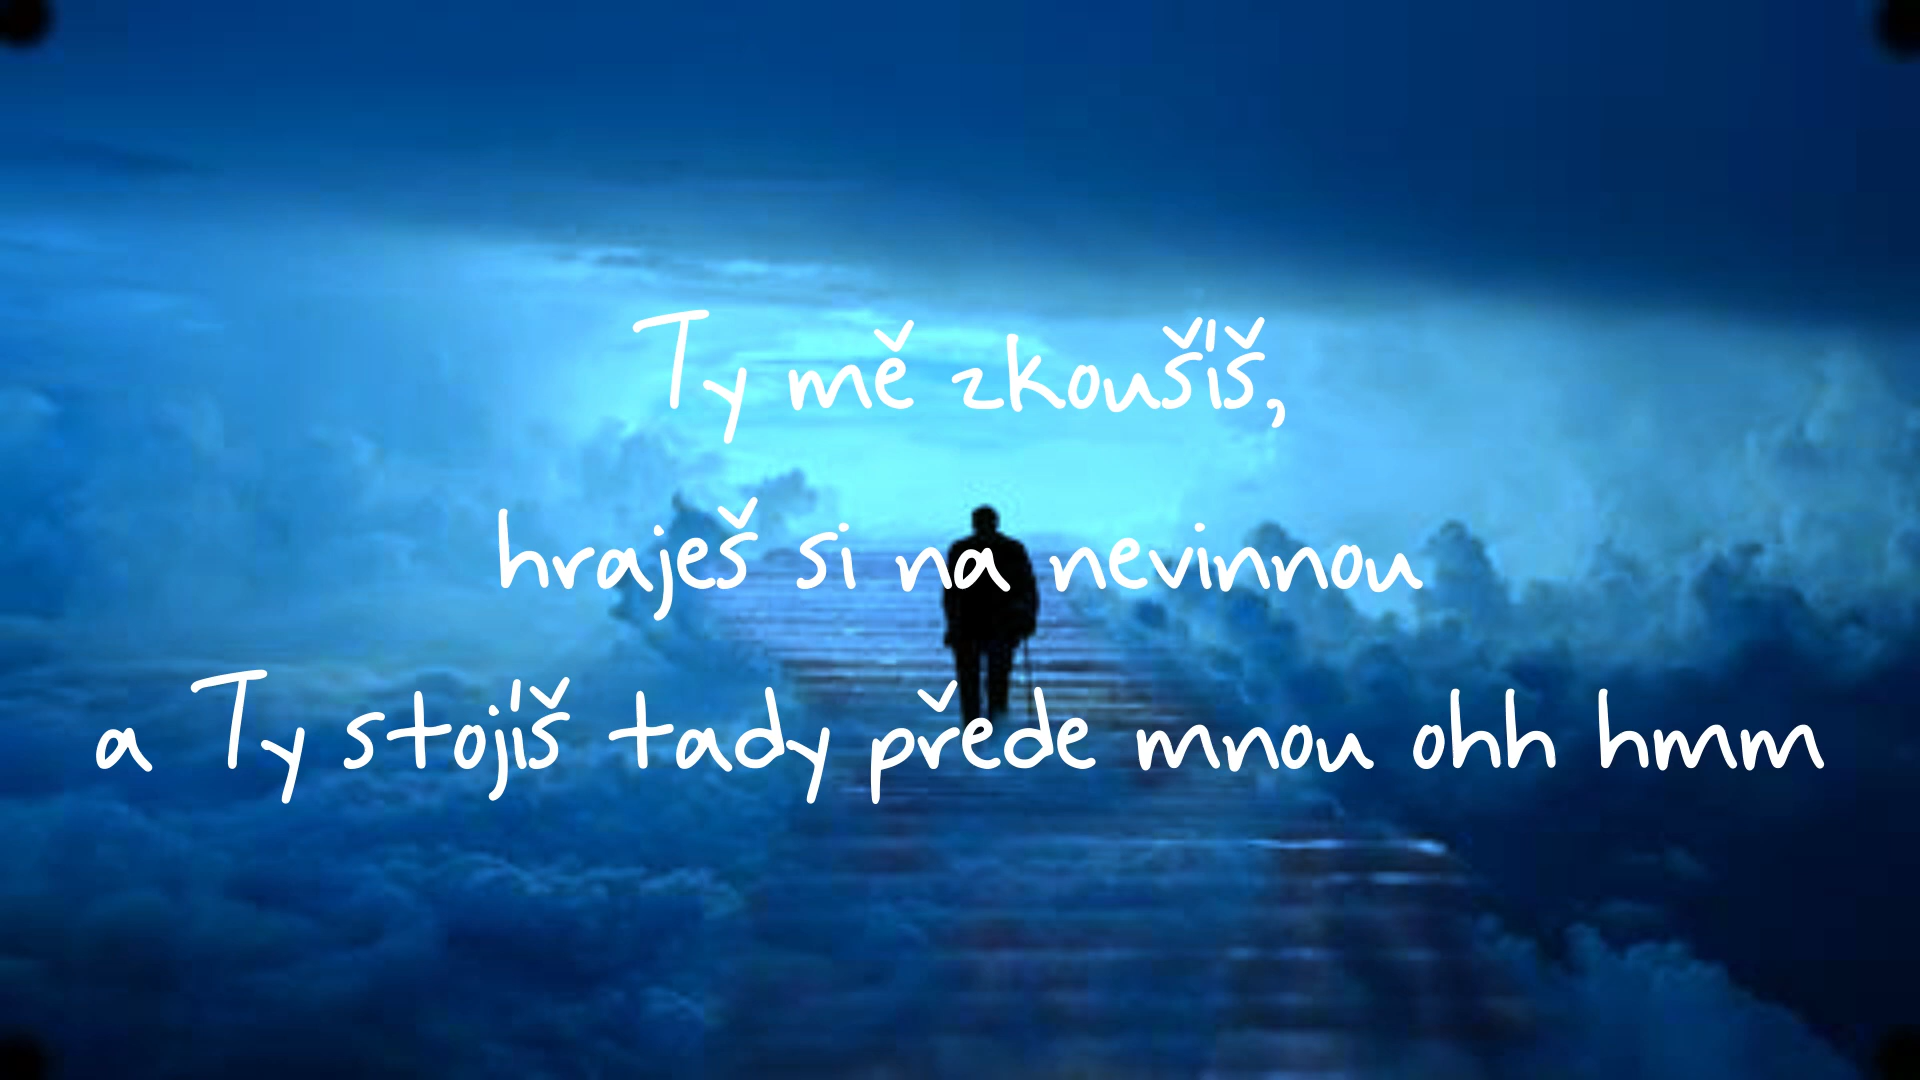 Ty mě zkoušíš,
hraješ si na nevinnou
a Ty stojíš tady přede mnou ohh hmm